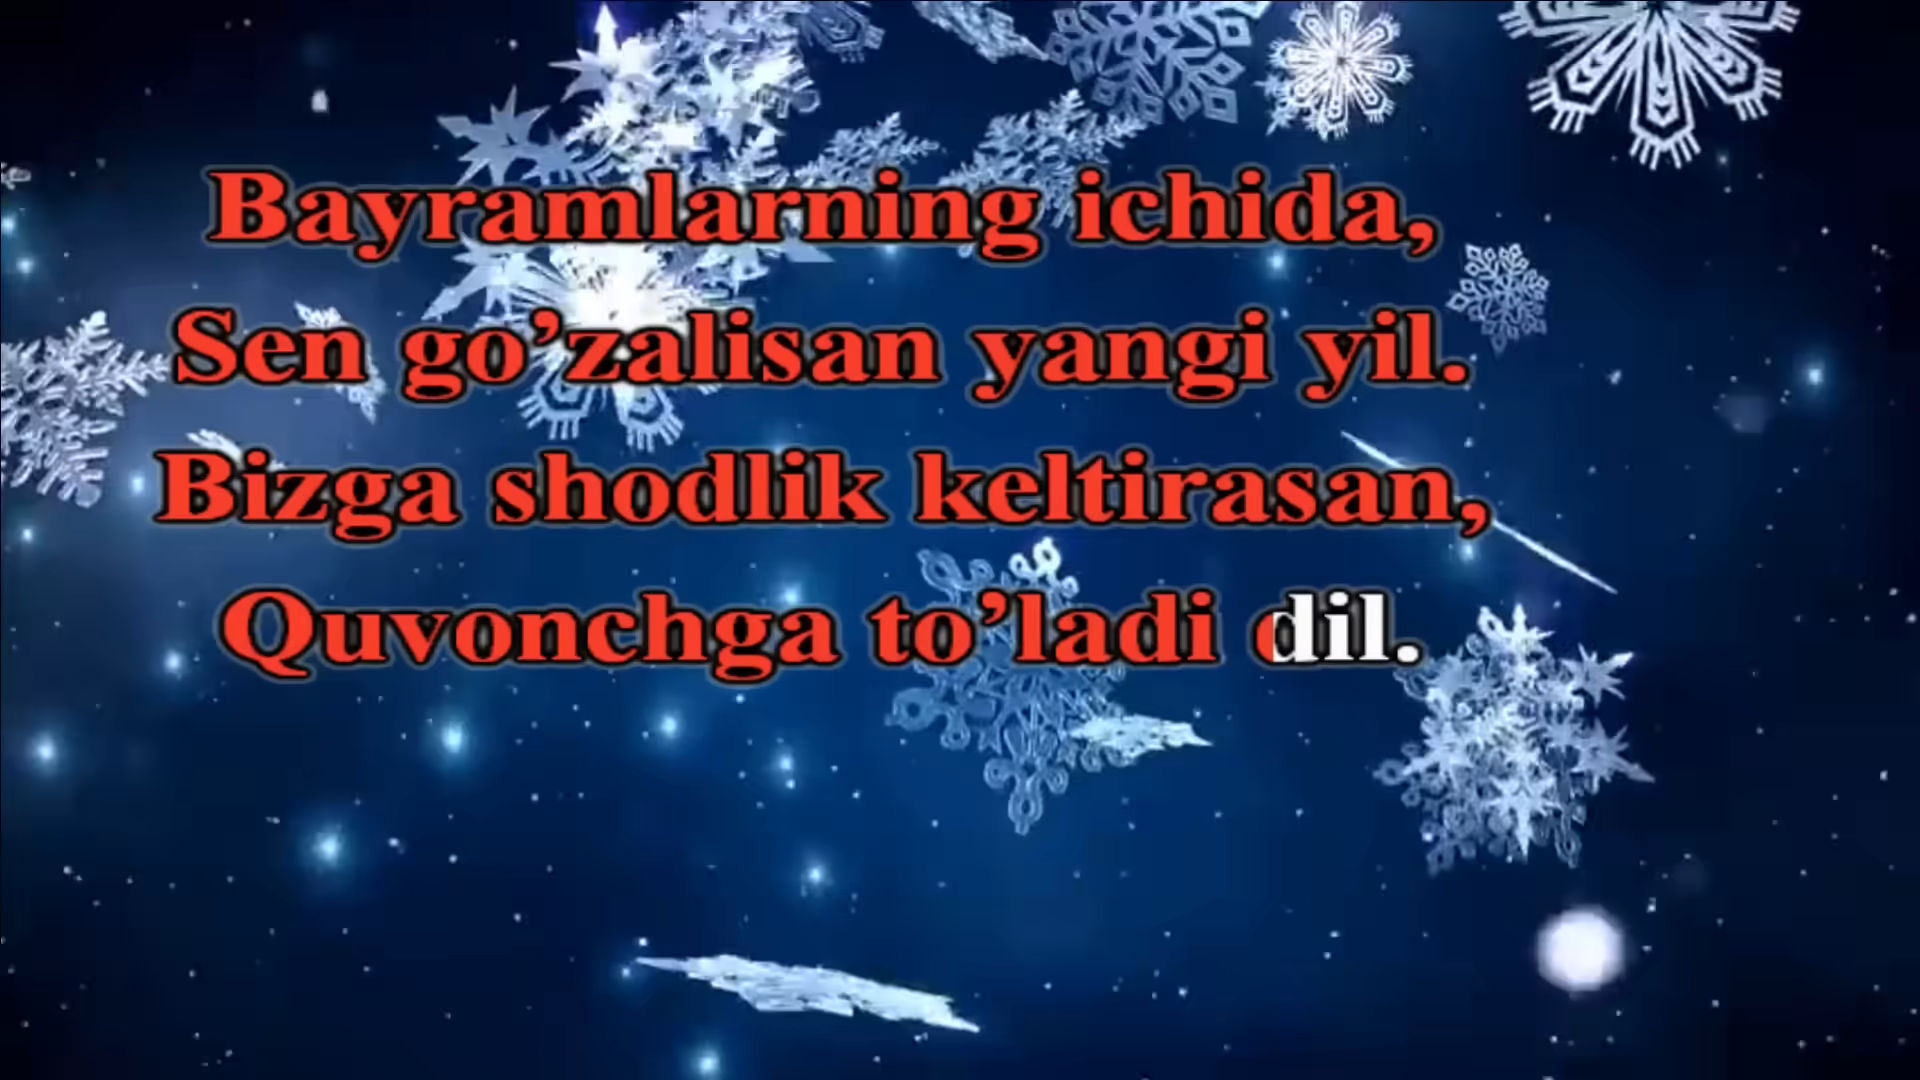 Bayramlarning ichida,
Sen go’zalisan yangi yil.
Bizga shodlik keltirasan,
Quvonchga to’ladi dil.